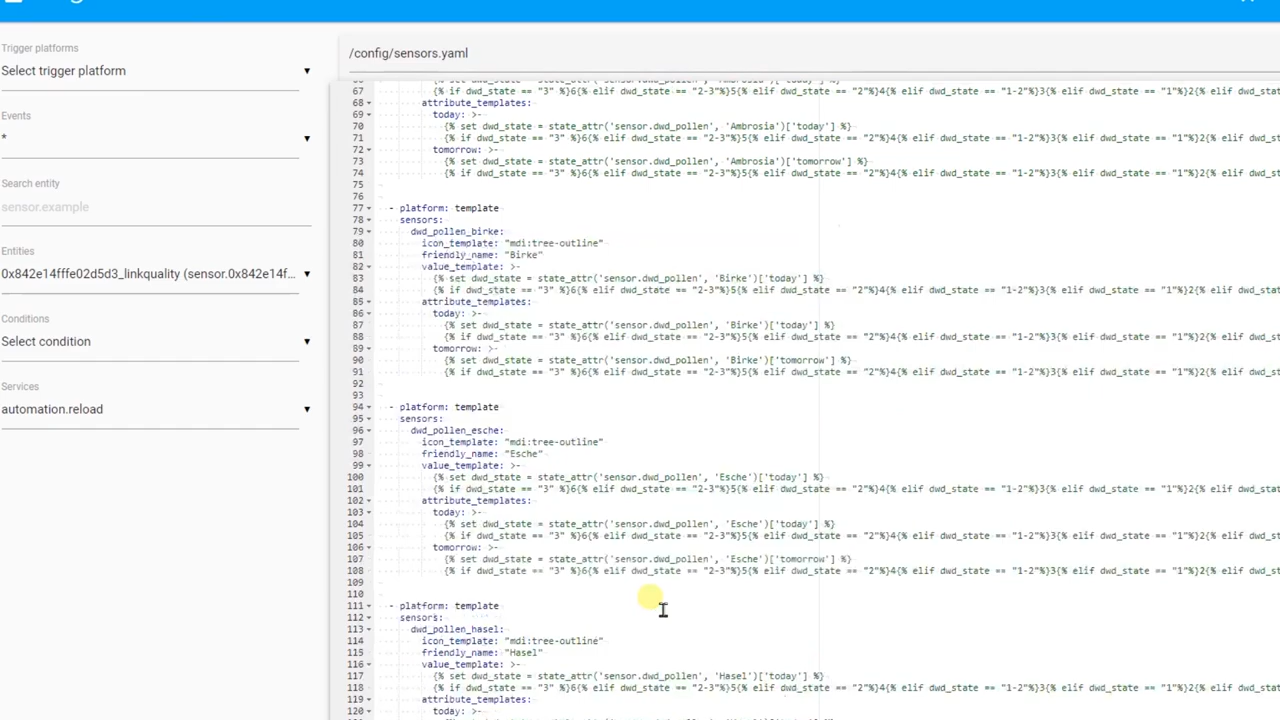 Trigger platforms
Select trigger platform
Events
*
Search entity
sensor.example
Entities
0x842e14fffe02d5d3_linkquality (sensor.0x842e14f...
Conditions
Select condition
Services
automation.reload
/config/sensors.yaml
67 {% if dwd_state == "3" %}6{% elif dwd_state == "2-3"%}5{% elif dwd_state == "2"%}4{% elif dwd_state == "1-2"%}3{% elif dwd_state == "1"%}2{%
68 attribute_templates:
69 today: >-
70 {% set dwd_state = state_attr('sensor.dwd_pollen', 'Ambrosia')['today'] %}
71 {% if dwd_state == "3" %}6{% elif dwd_state == "2-3"%}5{% elif dwd_state == "2"%}4{% elif dwd_state == "1-2"%}3{% elif dwd_state == "1"%}2{%
72 tomorrow: >-
73 {% set dwd_state = state_attr('sensor.dwd_pollen', 'Ambrosia')['tomorrow'] %}
74 {% if dwd_state == "3" %}6{% elif dwd_state == "2-3"%}5{% elif dwd_state == "2"%}4{% elif dwd_state == "1-2"%}3{% elif dwd_state == "1"%}2{%
75
76
77 - platform: template
78 sensors:
79 dwd_pollen_birke:
80 icon_template: "mdi:tree-outline"
81 friendly_name: "Birke"
82 value_template: >-
83 {% set dwd_state = state_attr('sensor.dwd_pollen', 'Birke')['today'] %}
84 {% if dwd_state == "3" %}6{% elif dwd_state == "2-3"%}5{% elif dwd_state == "2"%}4{% elif dwd_state == "1-2"%}3{% elif dwd_state == "1"%}2{%
85 attribute_templates:
86 today: >-
87 {% set dwd_state = state_attr('sensor.dwd_pollen', 'Birke')['today'] %}
88 {% if dwd_state == "3" %}6{% elif dwd_state == "2-3"%}5{% elif dwd_state == "2"%}4{% elif dwd_state == "1-2"%}3{% elif dwd_state == "1"%}2{%
89 tomorrow: >-
90 {% set dwd_state = state_attr('sensor.dwd_pollen', 'Birke')['tomorrow'] %}
91 {% if dwd_state == "3" %}6{% elif dwd_state == "2-3"%}5{% elif dwd_state == "2"%}4{% elif dwd_state == "1-2"%}3{% elif dwd_state == "1"%}2{%
92
93
94 - platform: template
95 sensors:
96 dwd_pollen_esche:
97 icon_template: "mdi:tree-outline"
98 friendly_name: "Esche"
99 value_template: >-
100 {% set dwd_state = state_attr('sensor.dwd_pollen', 'Esche')['today'] %}
101 {% if dwd_state == "3" %}6{% elif dwd_state == "2-3"%}5{% elif dwd_state == "2"%}4{% elif dwd_state == "1-2"%}3{% elif dwd_state == "1"%}2{%
102 attribute_templates:
103 today: >-
104 {% set dwd_state = state_attr('sensor.dwd_pollen', 'Esche')['today'] %}
105 {% if dwd_state == "3" %}6{% elif dwd_state == "2-3"%}5{% elif dwd_state == "2"%}4{% elif dwd_state == "1-2"%}3{% elif dwd_state == "1"%}2{%
106 tomorrow: >-
107 {% set dwd_state = state_attr('sensor.dwd_pollen', 'Esche')['tomorrow'] %}
108 {% if dwd_state == "3" %}6{% elif dwd_state == "2-3"%}5{% elif dwd_state == "2"%}4{% elif dwd_state == "1-2"%}3{% elif dwd_state == "1"%}2{%
109
110
111 - platform: template
112 sensors:
113 dwd_pollen_hasel:
114 icon_template: "mdi:tree-outline"
115 friendly_name: "Hasel"
116 value_template: >-
117 {% set dwd_state = state_attr('sensor.dwd_pollen', 'Hasel')['today'] %}
118 {% if dwd_state == "3" %}6{% elif dwd_state == "2-3"%}5{% elif dwd_state == "2"%}4{% elif dwd_state == "1-2"%}3{% elif dwd_state == "1"%}2{%
119 attribute_templates:
120 today: >-